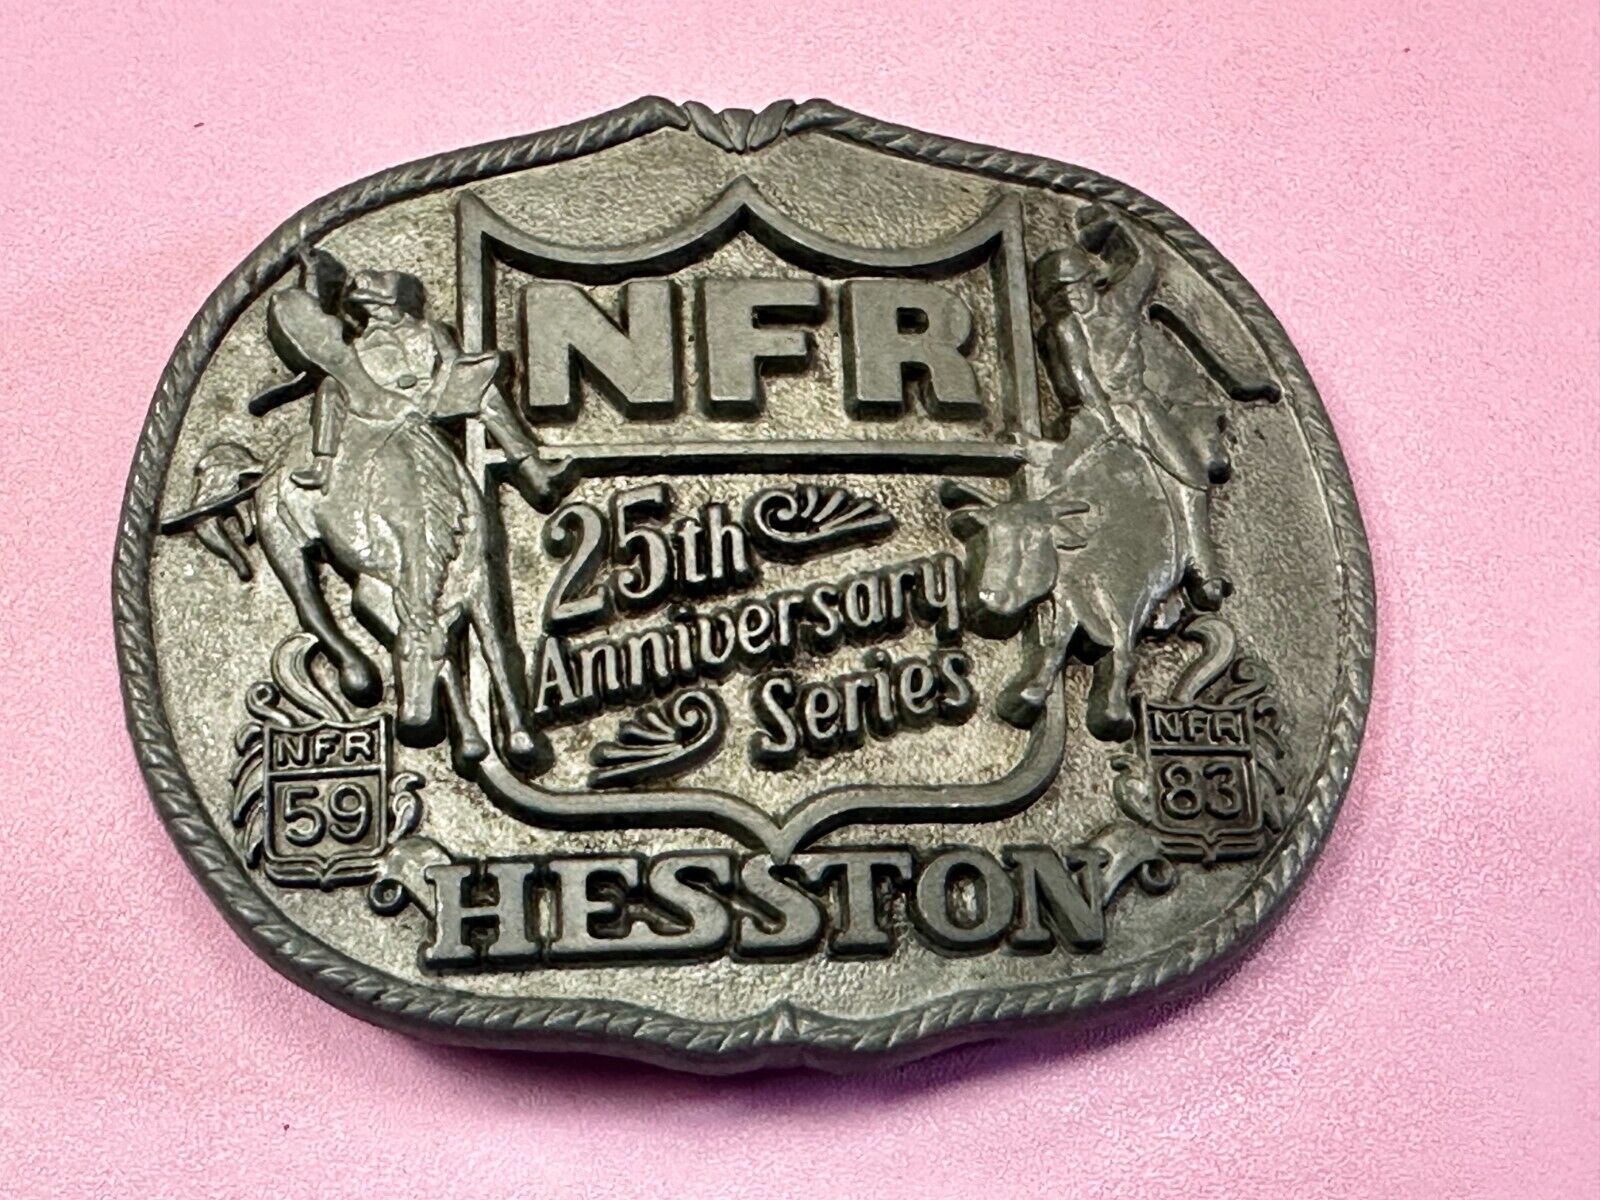 NFR
25th
Anniversary
Series
NFR
59
NFR
83
HESSTON